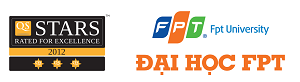 QS STARS
RATED FOR EXCELLENCE
2012
FPT Fpt University
ĐẠI HỌC FPT